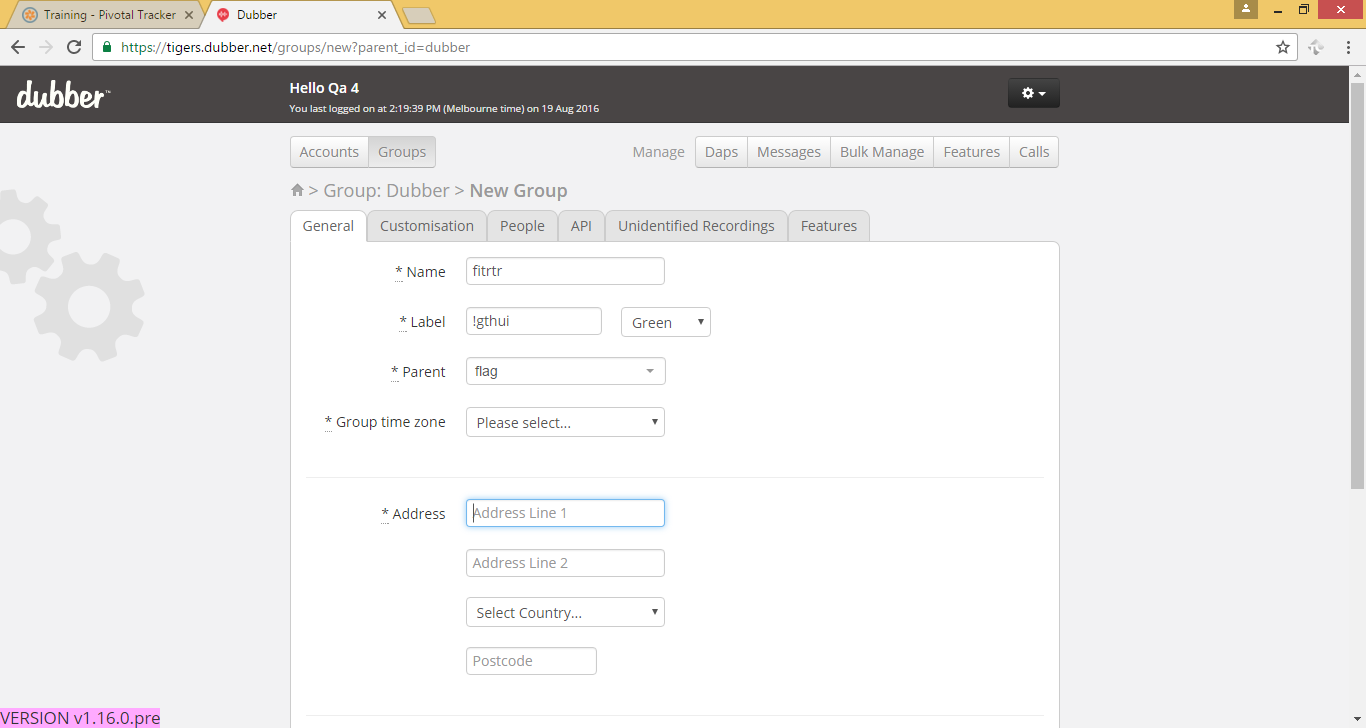 Training - Pivotal Tracker
Dubber
https://tigers.dubber.net/groups/new?parent_id=dubber
dubber™
Hello Qa 4
You last logged on at 2:19:39 PM (Melbourne time) on 19 Aug 2016
Accounts Groups Manage Daps Messages Bulk Manage Features Calls
> Group: Dubber > New Group
General Customisation People API Unidentified Recordings Features
* Name fitrtr
* Label !gthui Green
* Parent flag
* Group time zone Please select...
* Address Address Line 1
Address Line 2
Select Country...
Postcode
VERSION v1.16.0.pre